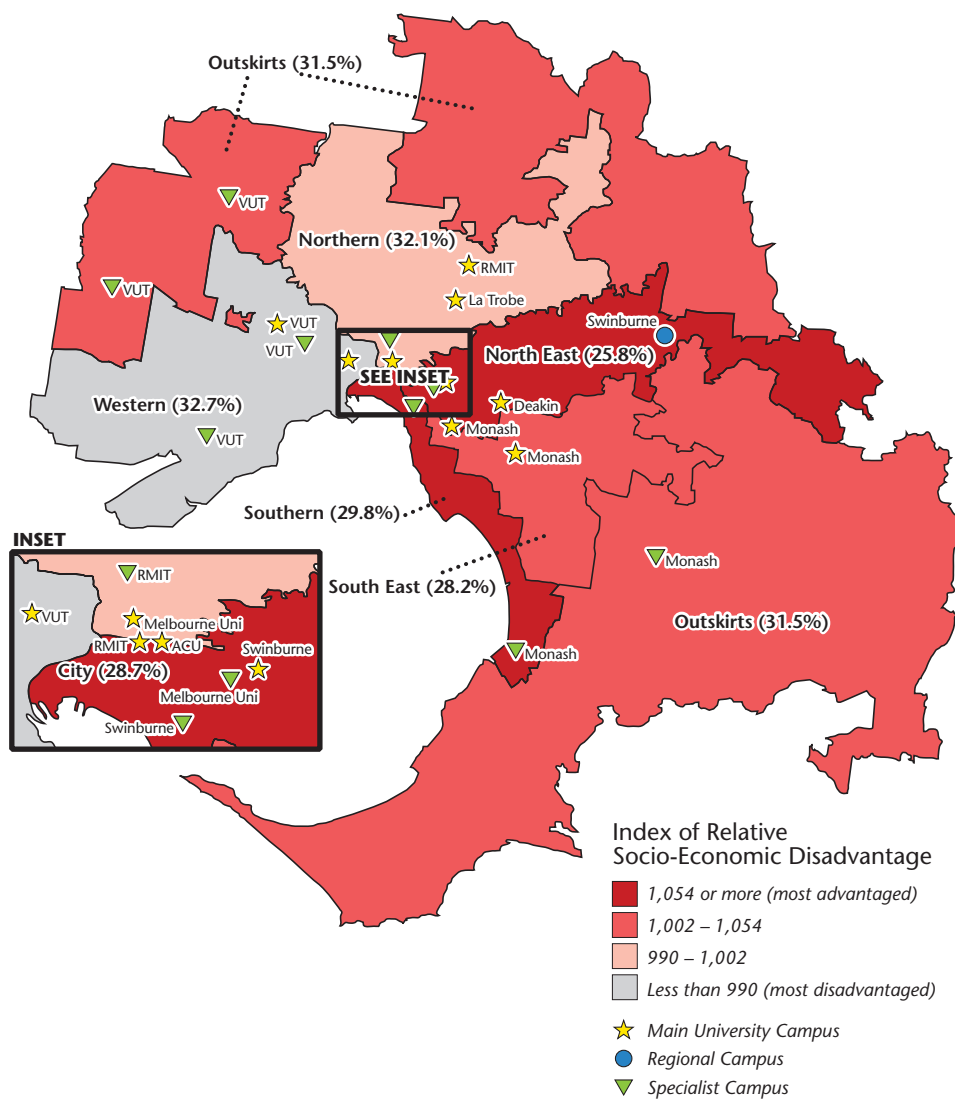 Outskirts (31.5%)
VUT
Northern (32.1%)
RMIT
VUT
La Trobe
Swinburne
VUT
VUT
North East (25.8%)
SEE INSET
Western (32.7%)
Deakin
Monash
VUT
Monash
Southern (29.8%)
INSET
RMIT
Monash
South East (28.2%)
VUT
Melbourne Uni
Outskirts (31.5%)
RMIT
ACU
Swinburne
Monash
City (28.7%)
Melbourne Uni
Swinburne
Index of Relative
Socio-Economic Disadvantage
1,054 or more (most advantaged)
1,002 – 1,054
990 – 1,002
Less than 990 (most disadvantaged)
Main University Campus
Regional Campus
Specialist Campus